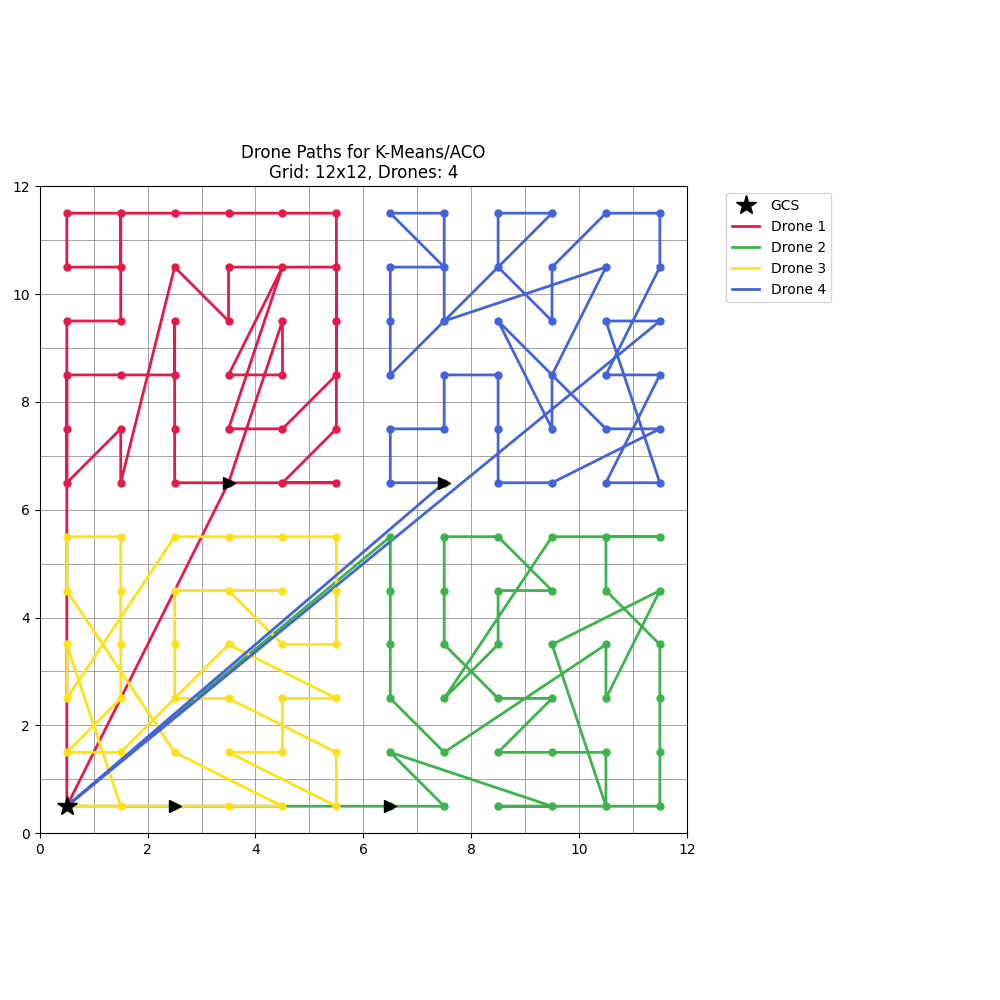 Drone Paths for K-Means/ACO
Grid: 12x12, Drones: 4
GCS
Drone 1
Drone 2
Drone 3
Drone 4
12
10
8
6
4
2
0
0 2 4 6 8 10 12